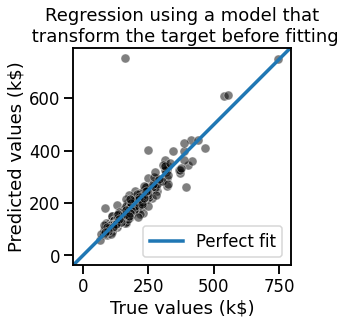 Regression using a model that
transform the target before fitting
Predicted values (k$)
600
400
200
0
Perfect fit
0
250
500
750
True values (k$)